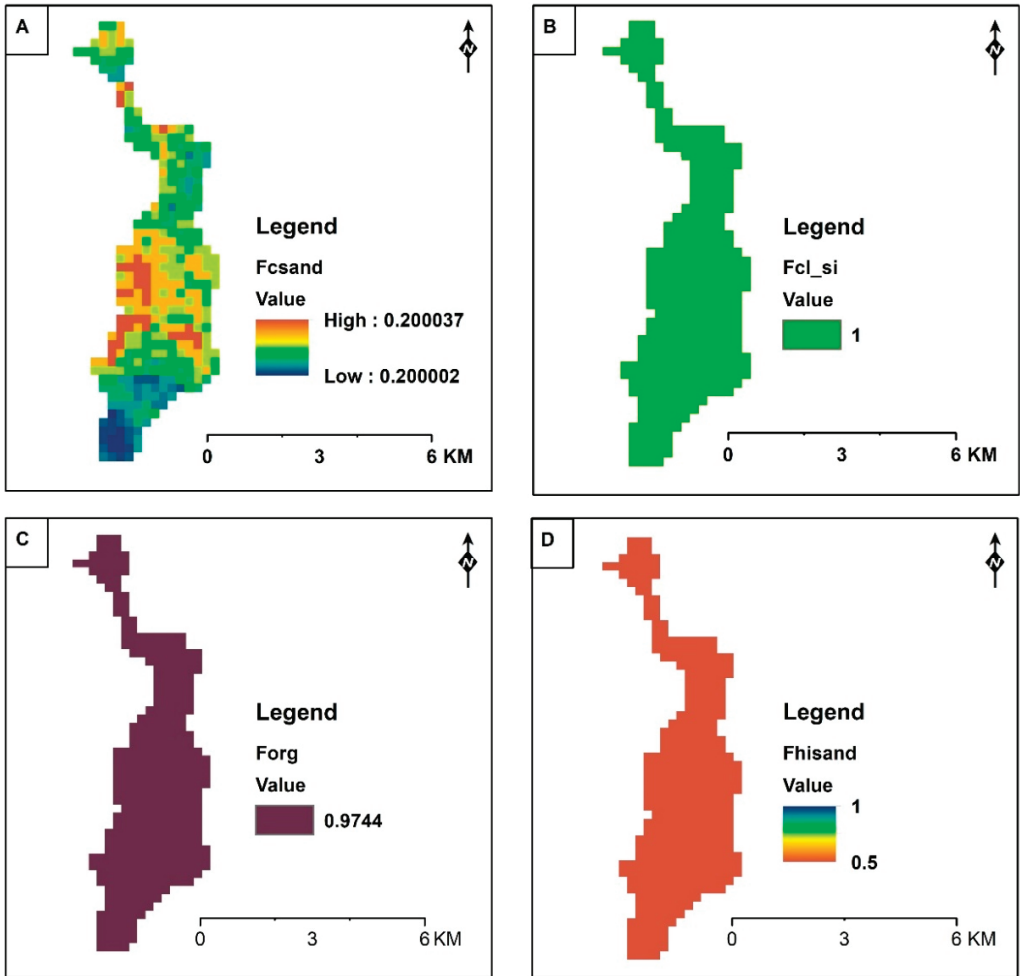 A
N
Legend
Fcsand
Value
High : 0.200037
Low : 0.200002
0 3 6 KM
B
N
Legend
Fcl_si
Value
1
0 3 6 KM
C
N
Legend
Forg
Value
0.9744
0 3 6 KM
D
N
Legend
Fhisand
Value
1
0.5
0 3 6 KM